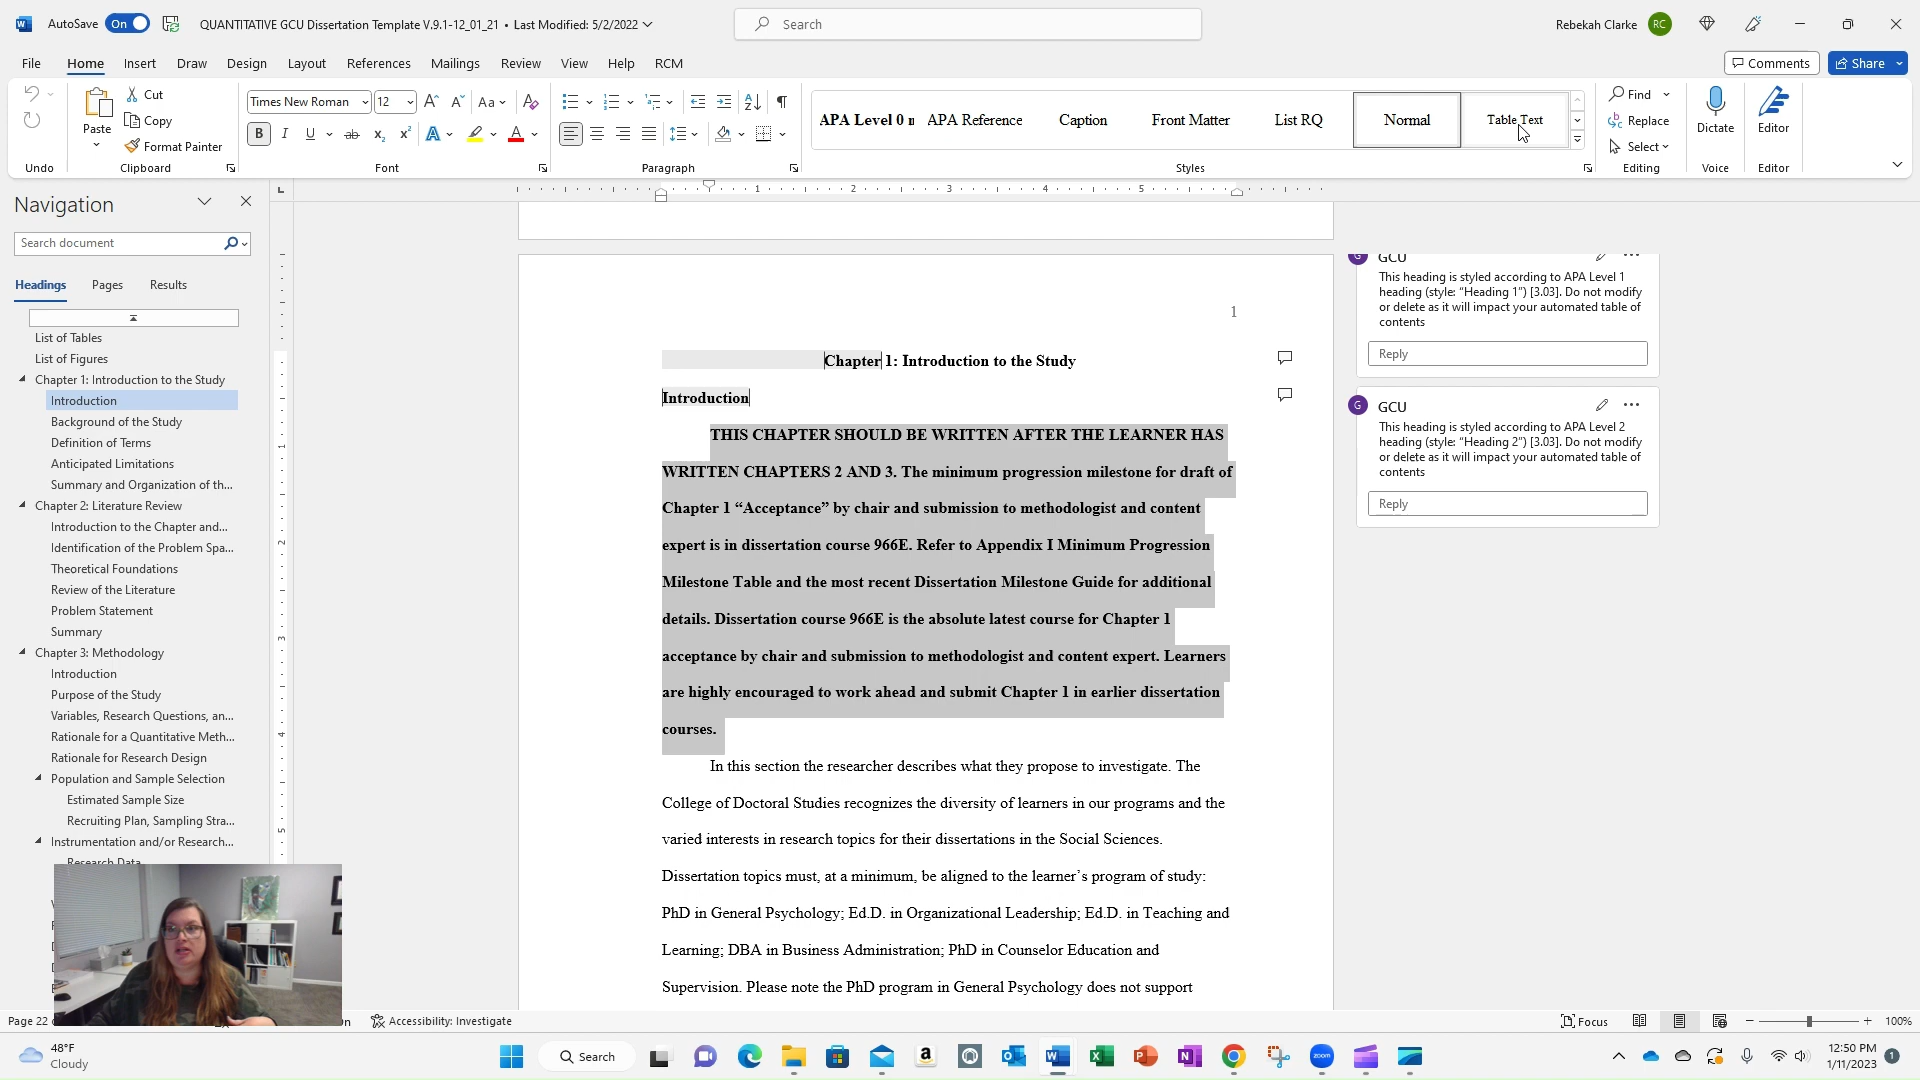 AutoSave On QUANTITATIVE GCU Dissertation Template V.9.1-12_01_21 • Last Modified: 5/2/2022 Search Rebekah Clarke RC
File Home Insert Draw Design Layout References Mailings Review View Help RCM Comments Share
Paste Cut
Copy
Format Painter
Times New Roman 12 Aa
B I U ab x₂ x² A A
APA Level 0 n APA Reference Caption Front Matter List RQ Normal Table Text
Find
Replace
Select
Dictate
Editor
Undo Clipboard Font Paragraph Styles Editing Voice Editor
Navigation
Search document
Headings Pages Results
List of Tables
List of Figures
Chapter 1: Introduction to the Study
Introduction
Background of the Study
Definition of Terms
Anticipated Limitations
Summary and Organization of th...
Chapter 2: Literature Review
Introduction to the Chapter and...
Identification of the Problem Spa...
Theoretical Foundations
Review of the Literature
Problem Statement
Summary
Chapter 3: Methodology
Introduction
Purpose of the Study
Variables, Research Questions, an...
Rationale for a Quantitative Meth...
Rationale for Research Design
Population and Sample Selection
Estimated Sample Size
Recruiting Plan, Sampling Stra...
Instrumentation and/or Research...
Research Data
1 2 3 4 5
1 2 3 4 5
1
Chapter 1: Introduction to the Study
Introduction
THIS CHAPTER SHOULD BE WRITTEN AFTER THE LEARNER HAS
WRITTEN CHAPTERS 2 AND 3. The minimum progression milestone for draft of
Chapter 1 “Acceptance” by chair and submission to methodologist and content
expert is in dissertation course 966E. Refer to Appendix I Minimum Progression
Milestone Table and the most recent Dissertation Milestone Guide for additional
details. Dissertation course 966E is the absolute latest course for Chapter 1
acceptance by chair and submission to methodologist and content expert. Learners
are highly encouraged to work ahead and submit Chapter 1 in earlier dissertation
courses.
In this section the researcher describes what they propose to investigate. The
College of Doctoral Studies recognizes the diversity of learners in our programs and the
varied interests in research topics for their dissertations in the Social Sciences.
Dissertation topics must, at a minimum, be aligned to the learner’s program of study:
PhD in General Psychology; Ed.D. in Organizational Leadership; Ed.D. in Teaching and
Learning; DBA in Business Administration; PhD in Counselor Education and
Supervision. Please note the PhD program in General Psychology does not support
G GCU
This heading is styled according to APA Level 1
heading (style: “Heading 1”) [3.03]. Do not modify
or delete as it will impact your automated table of
contents
Reply
G GCU
This heading is styled according to APA Level 2
heading (style: “Heading 2”) [3.03]. Do not modify
or delete as it will impact your automated table of
contents
Reply
Page 22 Accessibility: Investigate Focus 100%
48°F
Cloudy
Search
zoom
12:50 PM
1/11/2023
1